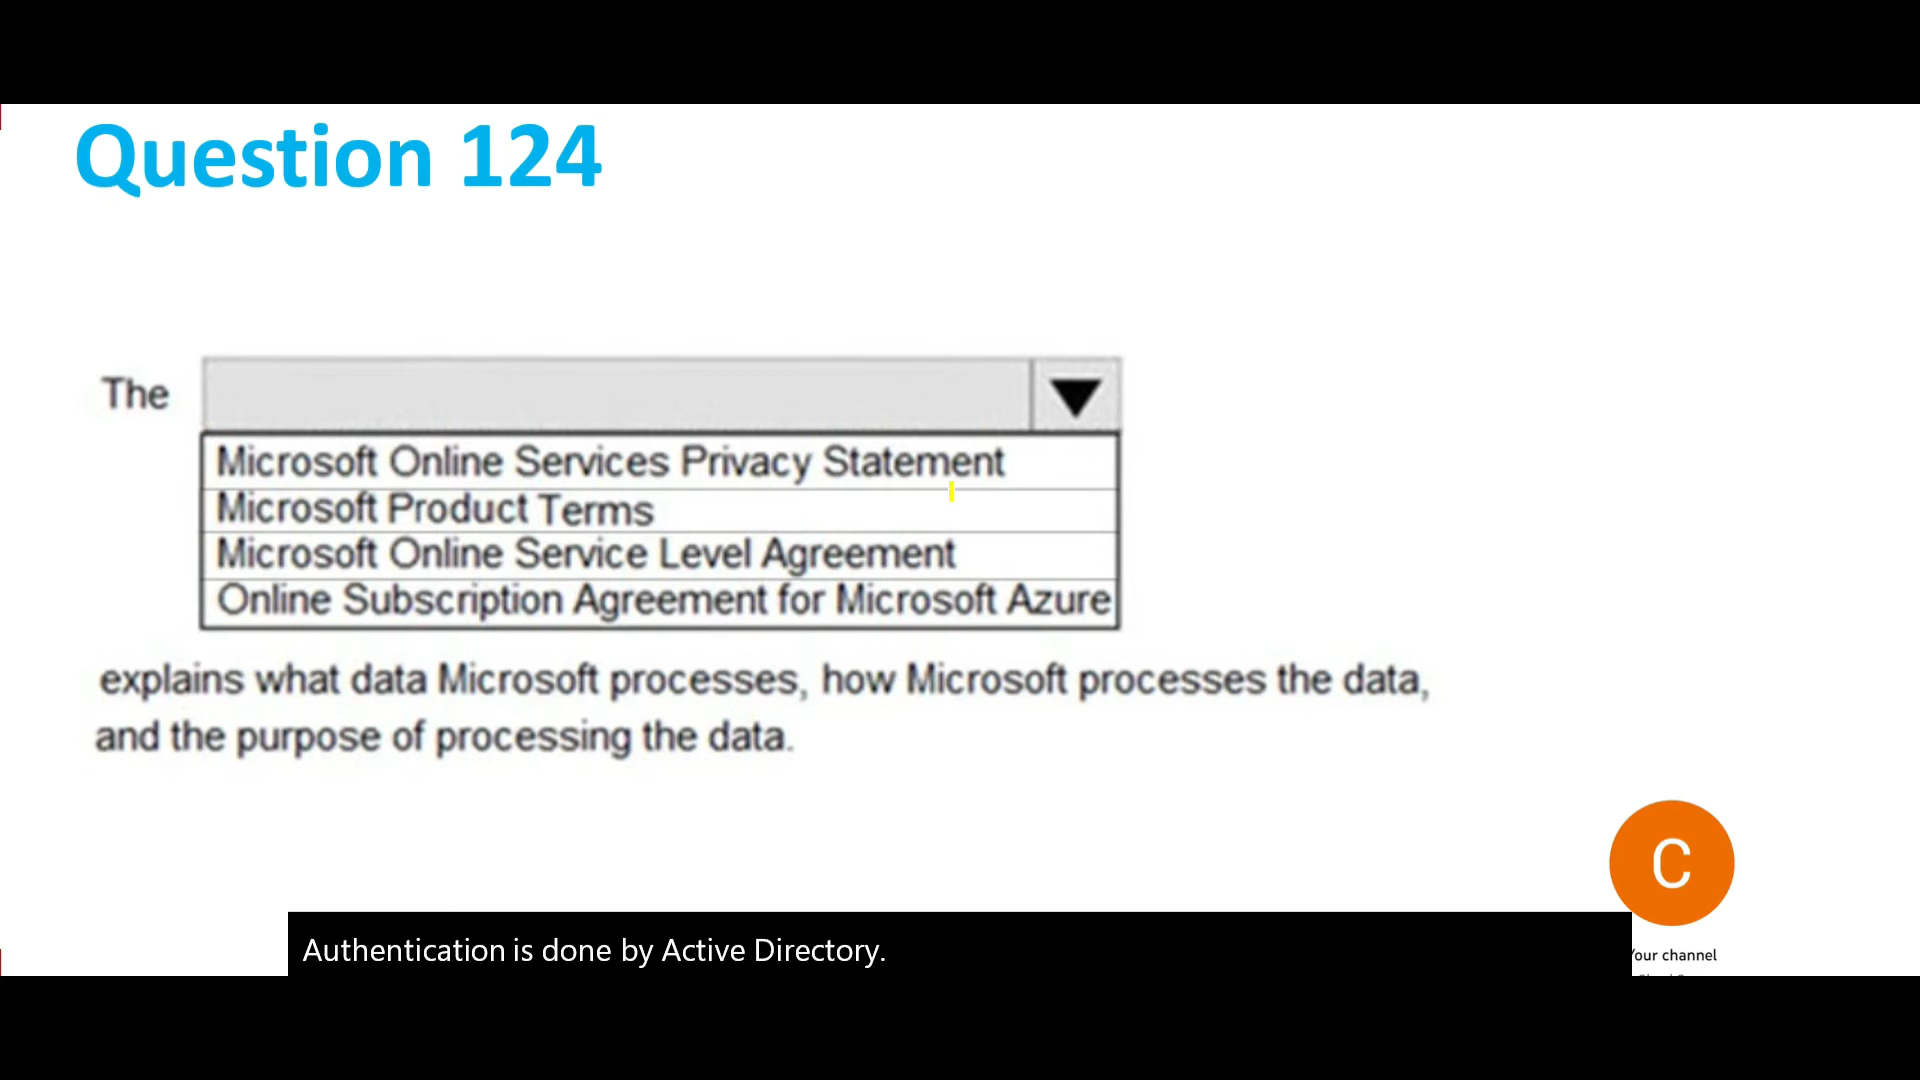 Question 124
The
Microsoft Online Services Privacy Statement
Microsoft Product Terms
Microsoft Online Service Level Agreement
Online Subscription Agreement for Microsoft Azure
explains what data Microsoft processes, how Microsoft processes the data,
and the purpose of processing the data.
C
Your channel
Authentication is done by Active Directory.